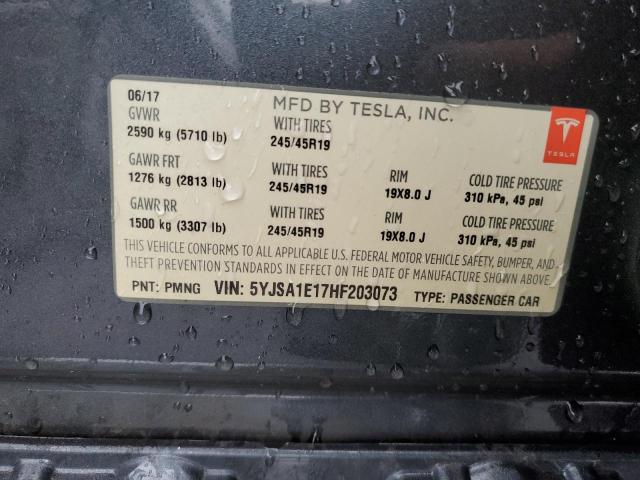 06/17 MFD BY TESLA, INC.
GVWR WITH TIRES
2590 kg (5710 lb) 245/45R19
TESLA
GAWR FRT WITH TIRES RIM COLD TIRE PRESSURE
1276 kg (2813 lb) 245/45R19 19X8.0 J 310 kPa, 45 psi
GAWR RR WITH TIRES RIM COLD TIRE PRESSURE
1500 kg (3307 lb) 245/45R19 19X8.0 J 310 kPa, 45 psi
THIS VEHICLE CONFORMS TO ALL APPLICABLE U.S. FEDERAL MOTOR VEHICLE SAFETY, BUMPER, AND
THEFT PREVENTION STANDARDS IN EFFECT ON THE DATE OF MANUFACTURE SHOWN ABOVE.
PNT: PMNG VIN: 5YJSA1E17HF203073 TYPE: PASSENGER CAR